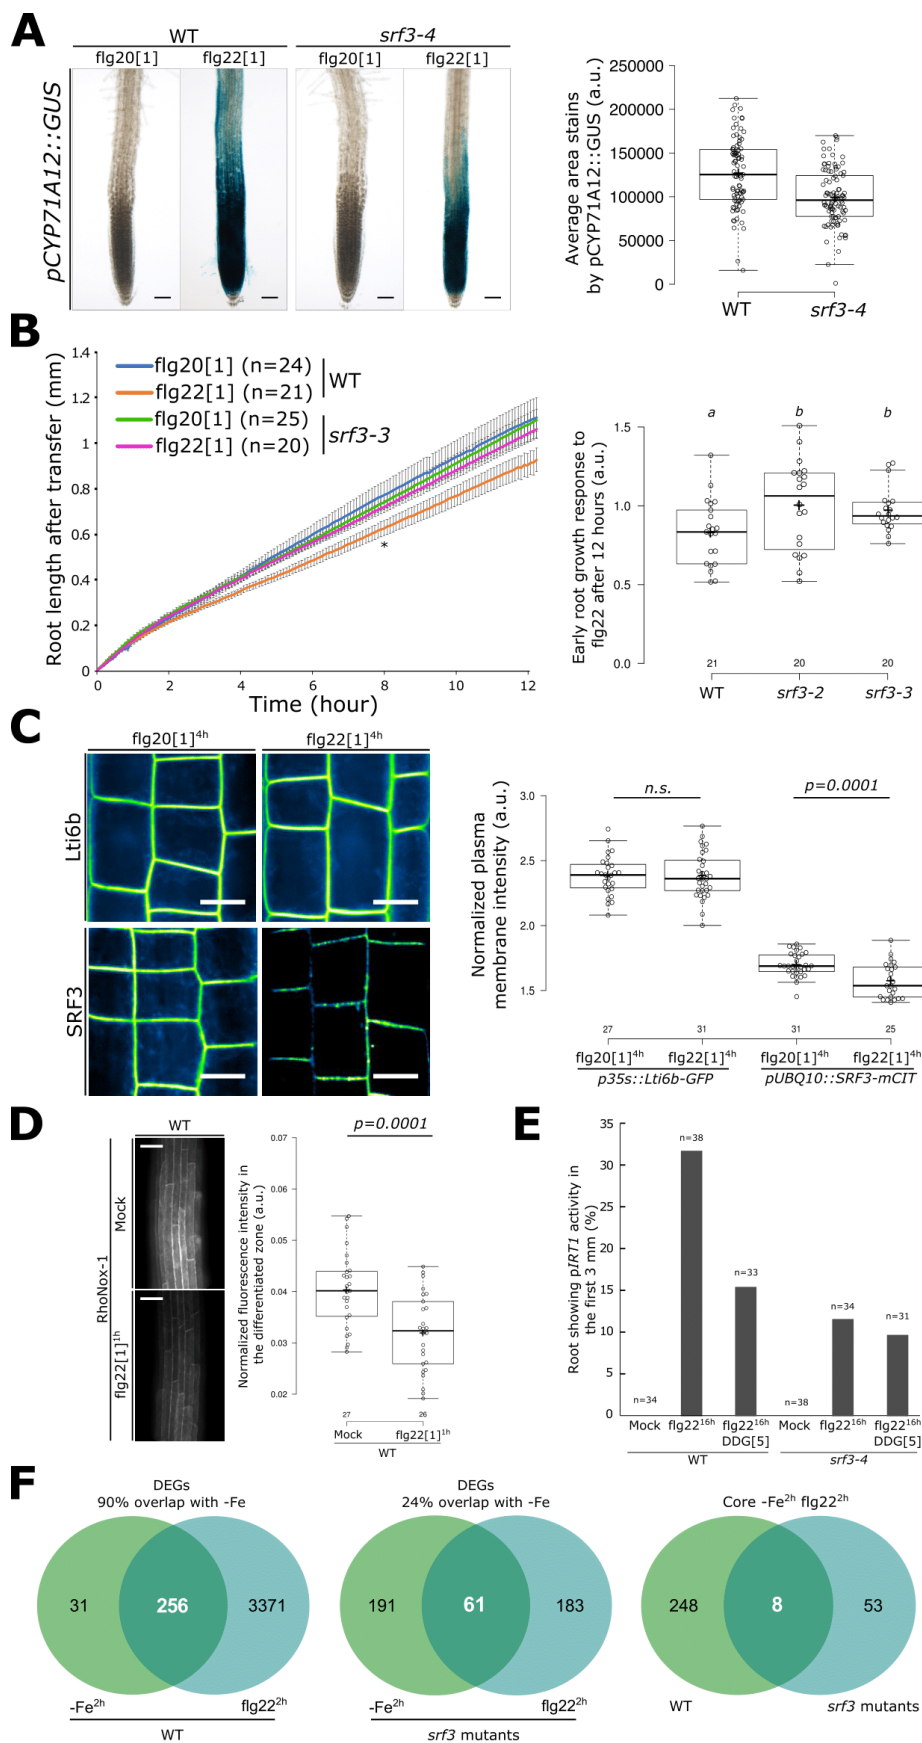 A
WT
srf3-4
flg20[1]
flg22[1]
flg20[1]
flg22[1]
pCYP71A12::GUS
Average area stains
by pCYP71A12::GUS (a.u.)
250000
200000
150000
100000
50000
0
WT
srf3-4
B
Root length after transfer (mm)
1.4
1.2
1
0.8
0.6
0.4
0.2
0
flg20[1] (n=24)
flg22[1] (n=21)
WT
flg20[1] (n=25)
flg22[1] (n=20)
srf3-3
*
0
2
4
6
8
10
12
Time (hour)
Early root growth response to
flg22 after 12 hours (a.u.)
1.5
1.0
0.5
0.0
a
b
b
21
20
20
WT
srf3-2
srf3-3
C
flg20[1]4h
flg22[1]4h
Lti6b
SRF3
Normalized plasma
membrane intensity (a.u.)
3.0
2.5
2.0
1.5
n.s.
p=0.0001
27
31
31
25
flg20[1]4h
flg22[1]4h
flg20[1]4h
flg22[1]4h
p35s::Lti6b-GFP
pUBQ10::SRF3-mCIT
D
WT
RhoNox-1
Mock
flg22[1]1h
Normalized fluorescence intensity in
the differentiated zone (a.u.)
0.07
0.06
0.05
0.04
0.03
0.02
p=0.0001
27
26
Mock
flg22[1]1h
WT
E
Root showing pIRT1 activity in
the first 3 mm (%)
35
30
25
20
15
10
5
0
n=34
n=38
n=33
n=38
n=34
n=31
Mock
flg2216h
flg2216h
DDG[5]
Mock
flg2216h
flg2216h
DDG[5]
WT
srf3-4
F
DEGs
90% overlap with -Fe
31
256
3371
-Fe2h
flg222h
WT
DEGs
24% overlap with -Fe
191
61
183
-Fe2h
flg222h
srf3 mutants
Core -Fe2h flg222h
248
8
53
WT
srf3 mutants